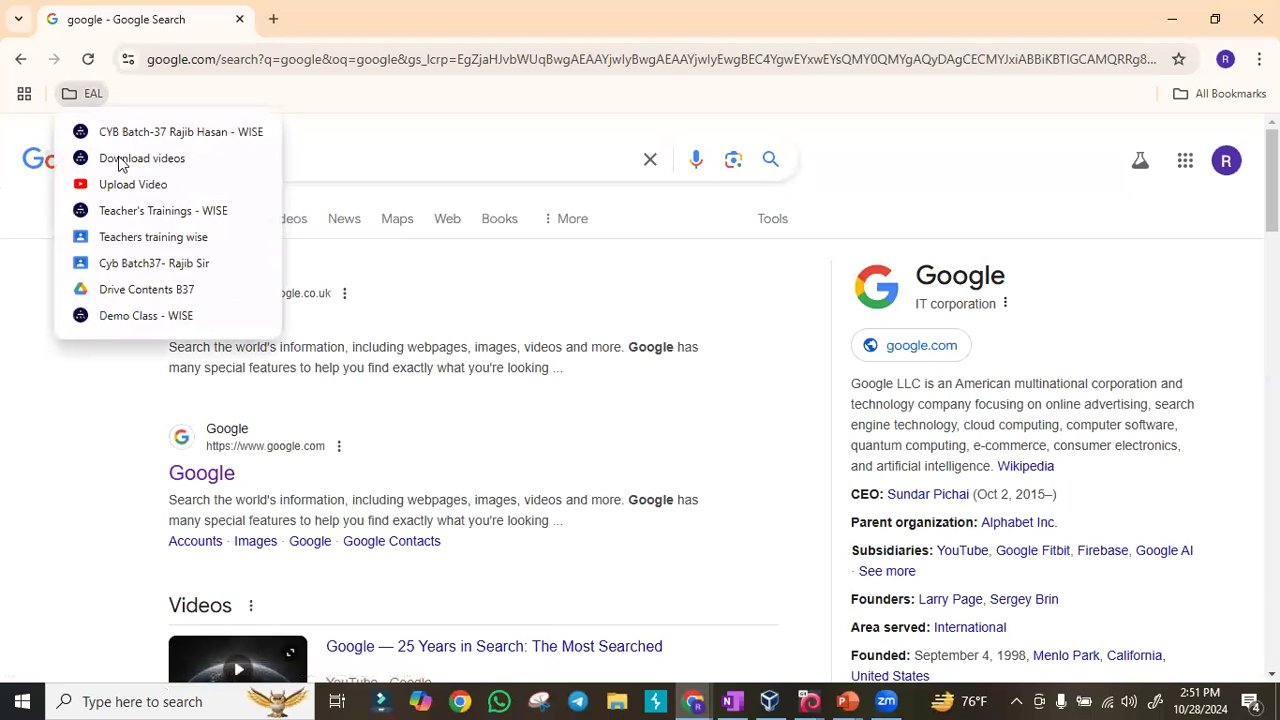 google - Google Search
google.com/search?q=google&oq=google&gs_lcrp=EgZjaHJvbWUqBwgAEAAYjwIyBwgAEAAYjwIyEwgBEC4YgwEYxwEYsQMY0QMYgAQyDAgCECMYJxiABBiKBTIGCAMQRRg8...
EAL
All Bookmarks
CYB Batch-37 Rajib Hasan - WISE
Download videos
Upload Video
Teacher's Trainings - WISE
Teachers training wise
Cyb Batch37- Rajib Sir
Drive Contents B37
Demo Class - WISE
Go
R
News
Maps
Web
Books
More
Tools
Search the world's information, including webpages, images, videos and more. Google has
many special features to help you find exactly what you're looking ...
Google
https://www.google.com
Google
Search the world's information, including webpages, images, videos and more. Google has
many special features to help you find exactly what you're looking ...
Accounts · Images · Google · Google Contacts
Videos
Google — 25 Years in Search: The Most Searched
YouTube · Google
Google
IT corporation
google.com
Google LLC is an American multinational corporation and
technology company focusing on online advertising, search
engine technology, cloud computing, computer software,
quantum computing, e-commerce, consumer electronics,
and artificial intelligence. Wikipedia
CEO: Sundar Pichai (Oct 2, 2015–)
Parent organization: Alphabet Inc.
Subsidiaries: YouTube, Google Fitbit, Firebase, Google AI
· See more
Founders: Larry Page, Sergey Brin
Area served: International
Founded: September 4, 1998, Menlo Park, California,
United States
Type here to search
76°F
2:51 PM
10/28/2024